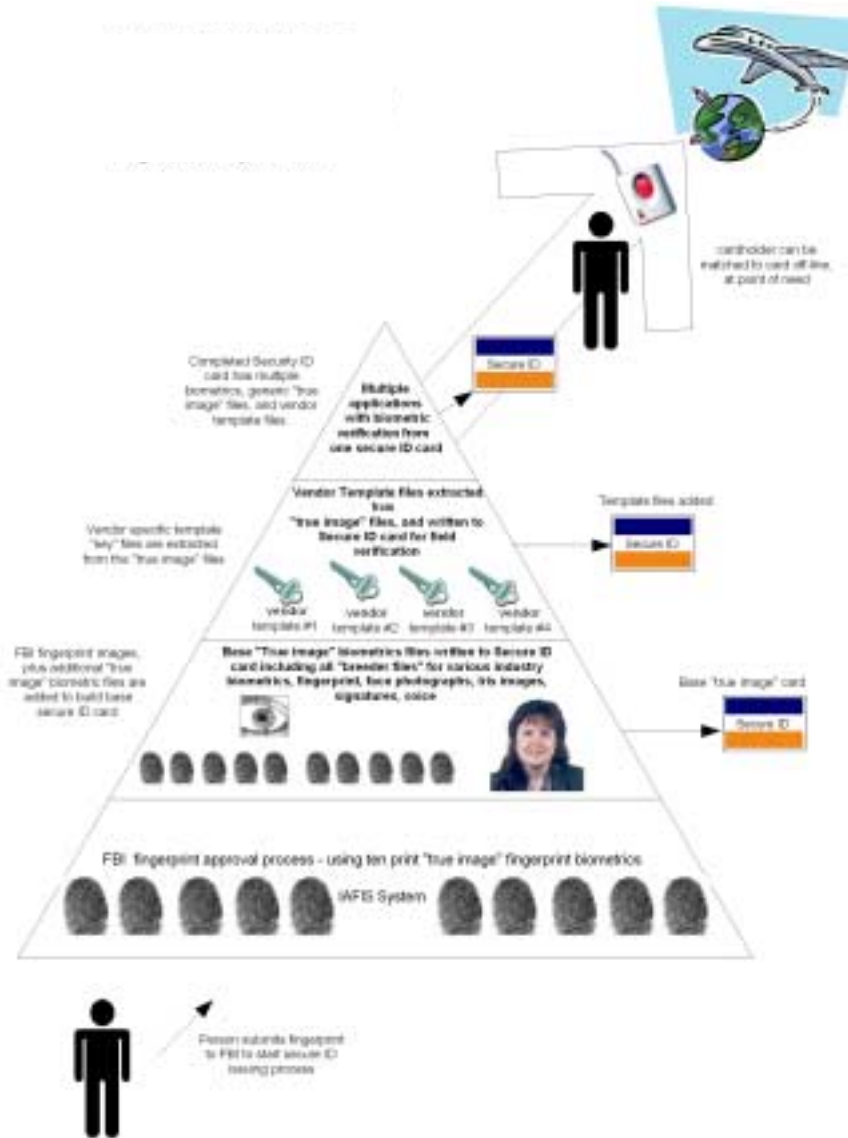 cardholder can be
matched to card off-line,
at point of need
Completed Security ID
card has multiple
biometrics, generic "true
image" files, and vendor
template files
Secure ID
Multiple
applications
with biometric
verification from
one secure ID card
Vendor Template files extracted
from
"true image" files, and written to
Secure ID card for field
verification
Template files added
Secure ID
Vendor specific template
"key" files are extracted
from the "true image" files
vendor
template #1
vendor
template #2
vendor
template #3
vendor
template #4
FBI fingerprint images,
plus additional "true
image" biometric files are
added to build base
secure ID card
Base "True image" biometrics files written to Secure ID
card including all "breeder files" for various industry
biometrics, fingerprint, face photographs, Iris images,
signatures, voice
Base "true image" card
Secure ID
FBI fingerprint approval process - using ten print "true image" fingerprint biometrics
IAFIS System
Person submits fingerprint
to FBI to start secure ID
issuing process